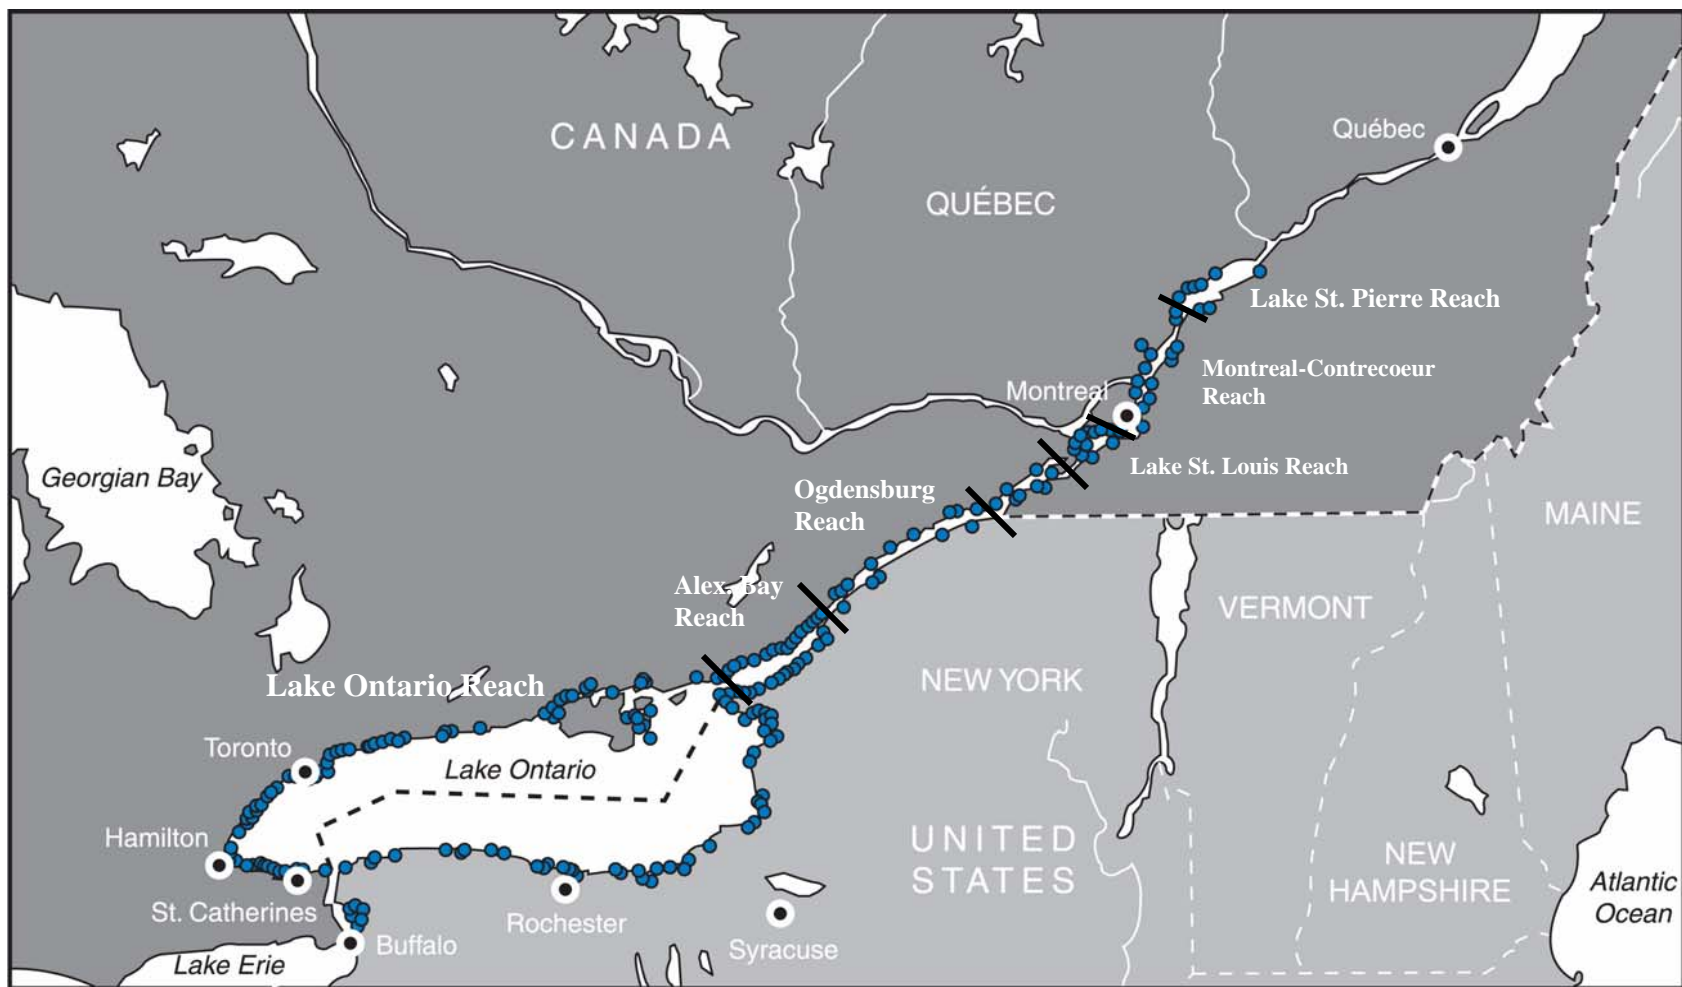 CANADA
Québec
QUÉBEC
Lake St. Pierre Reach
Montreal-Contrecoeur
Reach
Montreal
Lake St. Louis Reach
Georgian Bay
Ogdensburg
Reach
MAINE
Alex. Bay
Reach
VERMONT
Lake Ontario Reach
NEW YORK
Toronto
Lake Ontario
Hamilton
UNITED
STATES
NEW
HAMPSHIRE
Atlantic
Ocean
St. Catherines
Rochester
Buffalo
Syracuse
Lake Erie